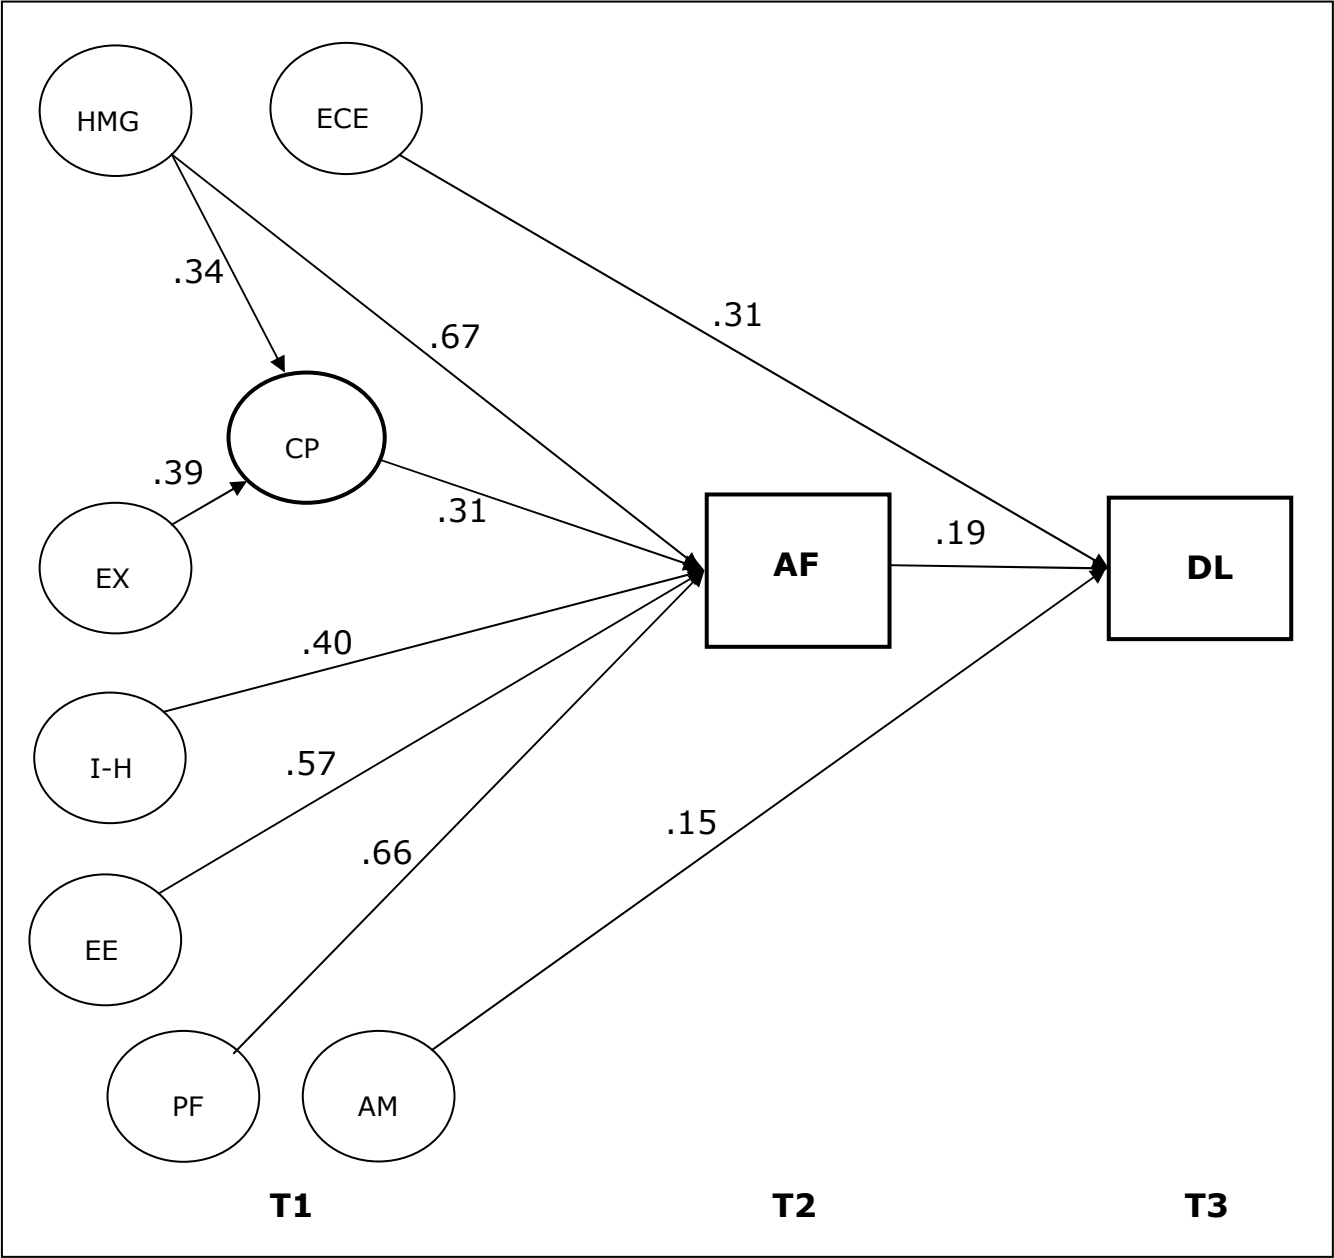 HMG
ECE
.34
.67
.31
CP
.39
.31
EX
AF
.19
DL
.40
I-H
.57
.66
.15
EE
PF
AM
T1
T2
T3